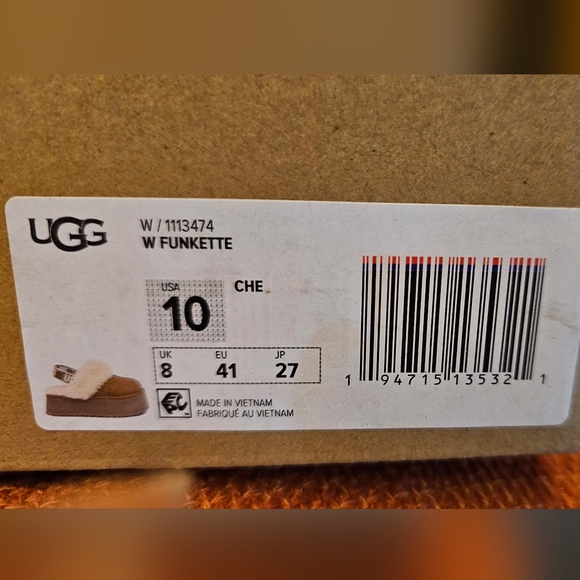 UGG
W / 1113474
W FUNKETTE
USA
10
CHE
UK EU JP
8 41 27
MADE IN VIETNAM
FABRIQUÉ AU VIETNAM
1 94715 13532 1